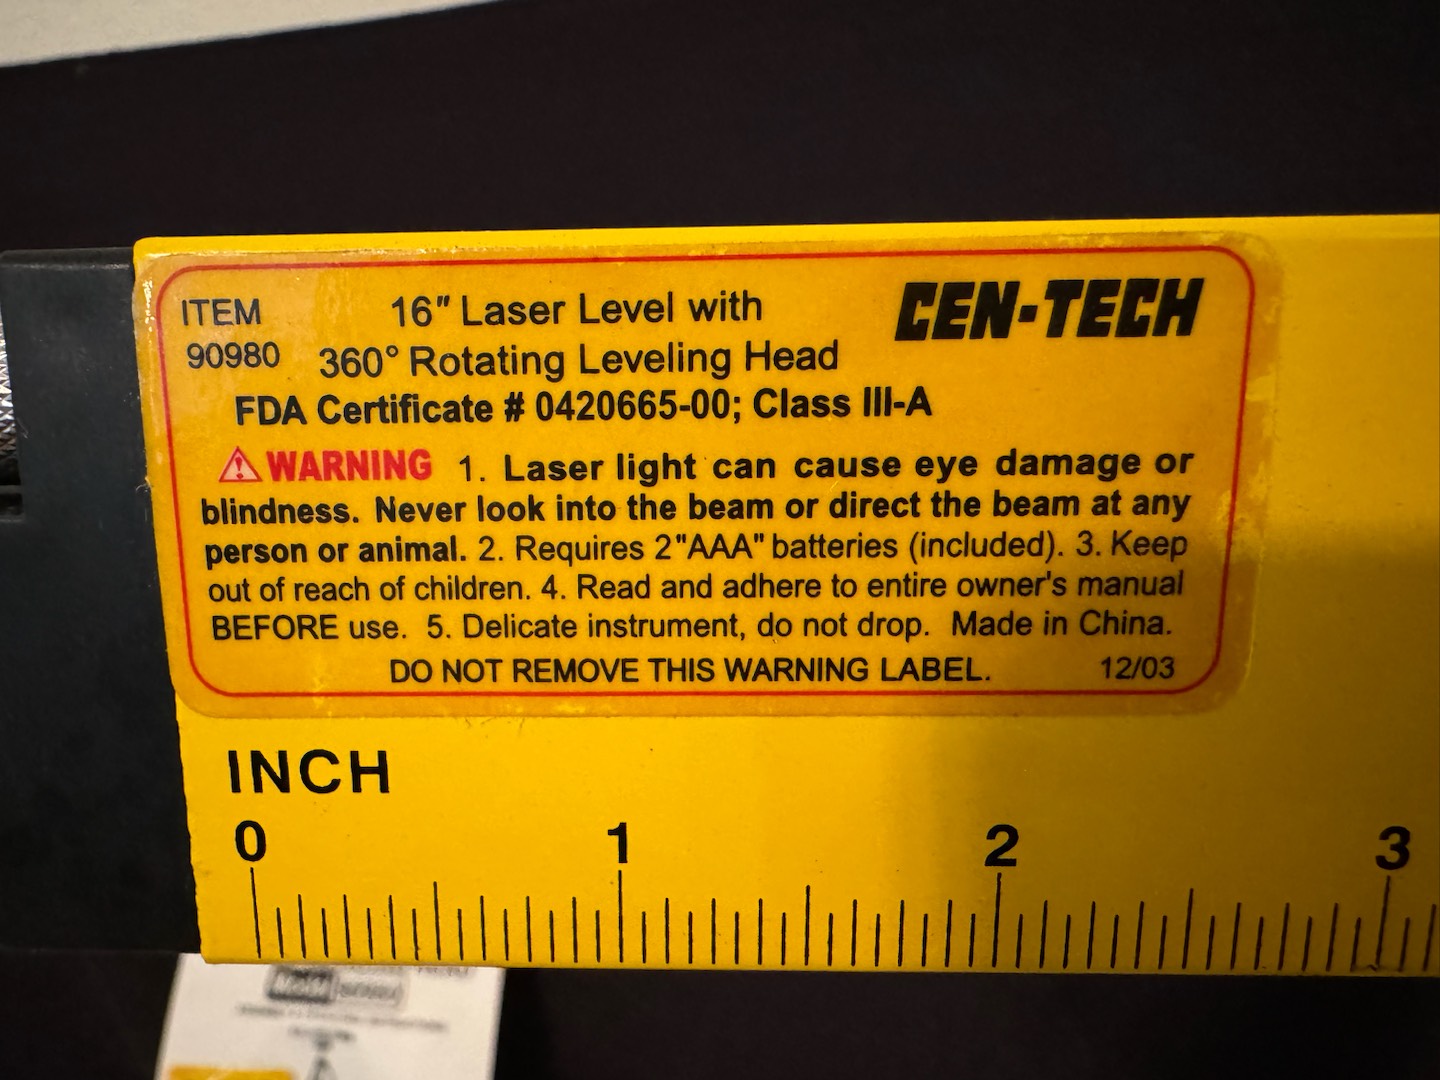 ITEM 90980
16" Laser Level with
360° Rotating Leveling Head
CEN-TECH
FDA Certificate # 0420665-00; Class III-A
WARNING 1. Laser light can cause eye damage or
blindness. Never look into the beam or direct the beam at any
person or animal. 2. Requires 2"AAA" batteries (included). 3. Keep
out of reach of children. 4. Read and adhere to entire owner's manual
BEFORE use. 5. Delicate instrument, do not drop. Made in China.
DO NOT REMOVE THIS WARNING LABEL. 12/03
INCH
0 1 2 3